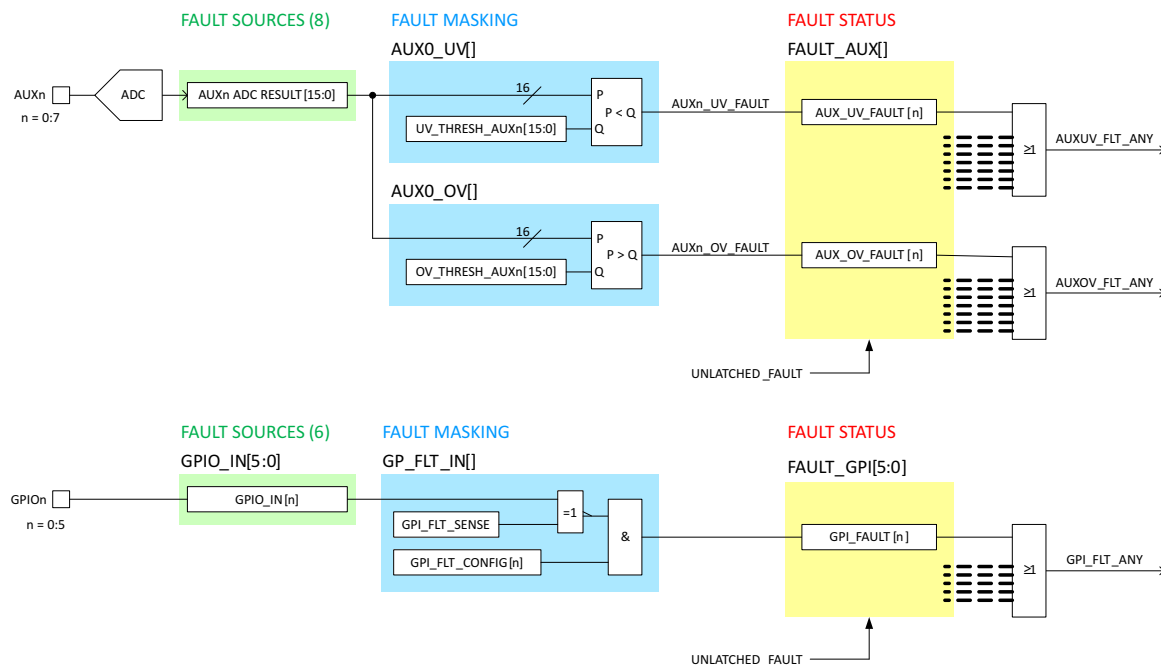 FAULT SOURCES (8)
FAULT MASKING
FAULT STATUS
AUX0_UV[]
FAULT_AUX[]
AUXn
n = 0:7
ADC
AUXn ADC RESULT[15:0]
16
P
P < Q
Q
UV_THRESH_AUXn[15:0]
AUXn_UV_FAULT
AUX_UV_FAULT[n]
≥1
AUXUV_FLT_ANY
AUX0_OV[]
16
P
P > Q
Q
OV_THRESH_AUXn[15:0]
AUXn_OV_FAULT
AUX_OV_FAULT[n]
≥1
AUXOV_FLT_ANY
UNLATCHED_FAULT
FAULT SOURCES (6)
FAULT MASKING
FAULT STATUS
GPIO_IN[5:0]
GP_FLT_IN[]
FAULT_GPI[5:0]
GPIOn
n = 0:5
GPIO_IN[n]
GPI_FLT_SENSE
=1
GPI_FLT_CONFIG[n]
&
GPI_FAULT[n]
≥1
GPI_FLT_ANY
UNLATCHED_FAULT